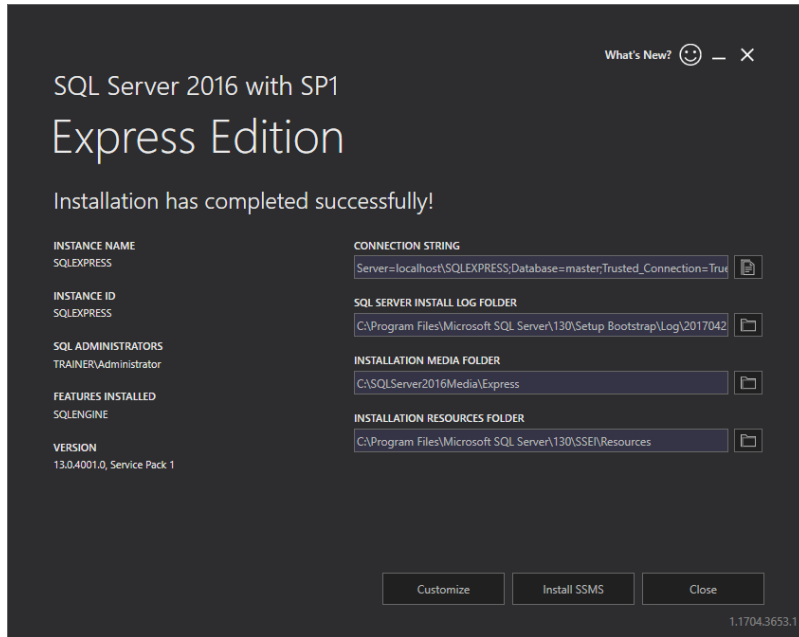 What's New?
SQL Server 2016 with SP1
Express Edition
Installation has completed successfully!
INSTANCE NAME
SQLEXPRESS
INSTANCE ID
SQLEXPRESS
SQL ADMINISTRATORS
TRAINER\Administrator
FEATURES INSTALLED
SQLENGINE
VERSION
13.0.4001.0, Service Pack 1
CONNECTION STRING
Server=localhost\SQLEXPRESS;Database=master;Trusted_Connection=True
SQL SERVER INSTALL LOG FOLDER
C:\Program Files\Microsoft SQL Server\130\Setup Bootstrap\Log\2017042
INSTALLATION MEDIA FOLDER
C:\SQLServer2016Media\Express
INSTALLATION RESOURCES FOLDER
C:\Program Files\Microsoft SQL Server\130\SSEI\Resources
Customize
Install SSMS
Close
1.1704.3653.1